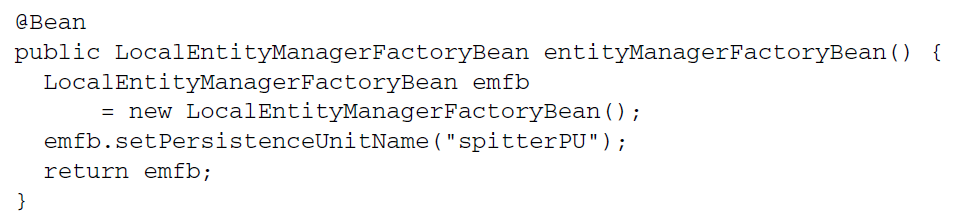 @Bean
public LocalEntityManagerFactoryBean entityManagerFactoryBean() {
  LocalEntityManagerFactoryBean emfb
      = new LocalEntityManagerFactoryBean();
  emfb.setPersistenceUnitName("spitterPU");
  return emfb;
}